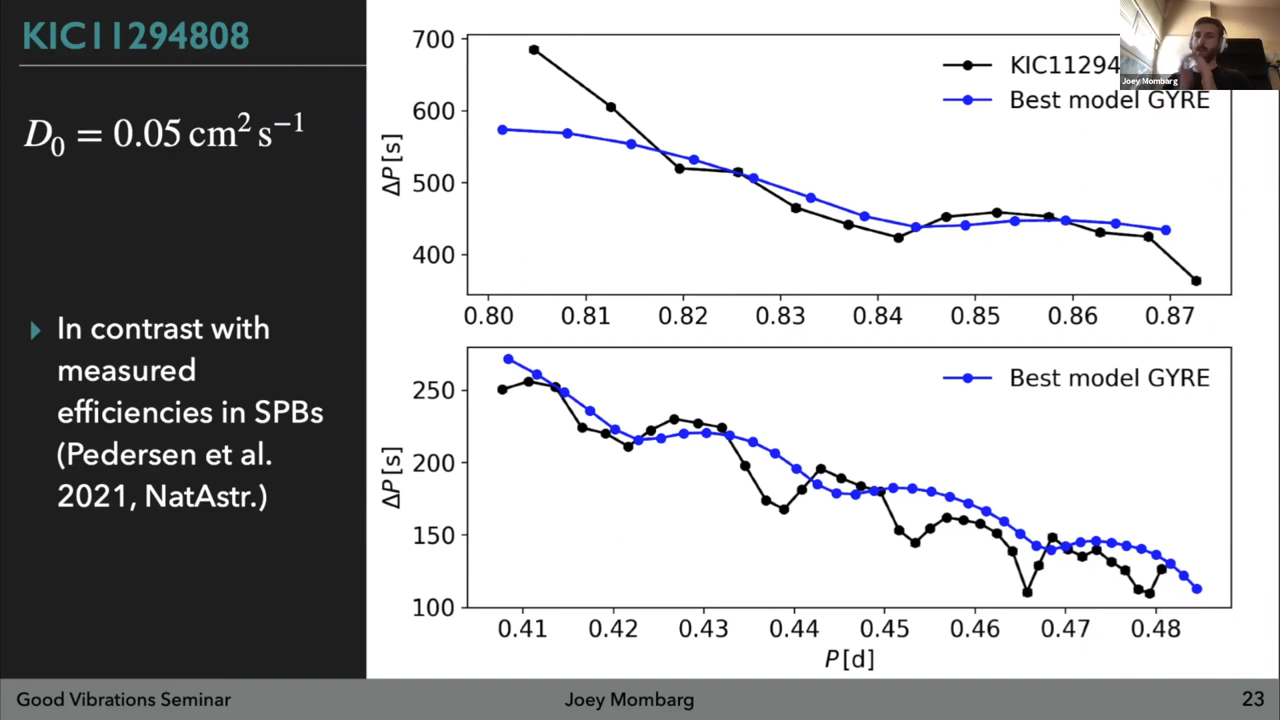 KIC11294808
D₀ = 0.05 cm² s⁻¹
In contrast with
measured
efficiencies in SPBs
(Pedersen et al.
2021, NatAstr.)
700
600
500
400
ΔP [s]
KIC11294
Best model GYRE
Joey Mombarg
0.80 0.81 0.82 0.83 0.84 0.85 0.86 0.87
250
200
150
100
ΔP [s]
Best model GYRE
0.41 0.42 0.43 0.44 0.45 0.46 0.47 0.48
P [d]
Good Vibrations Seminar Joey Mombarg 23